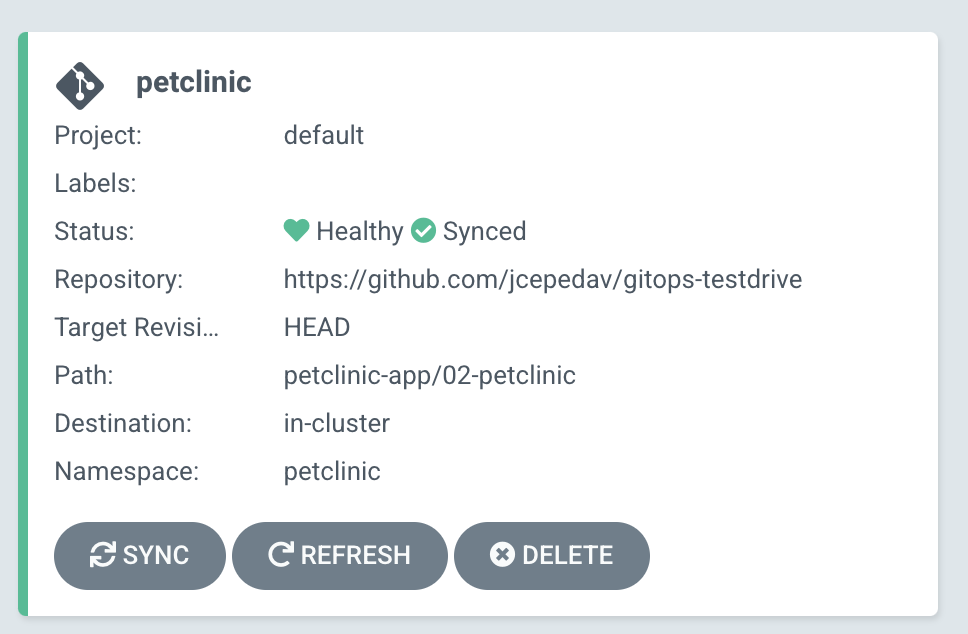 petclinic
Project: default
Labels:
Status: Healthy Synced
Repository: https://github.com/jcepedav/gitops-testdrive
Target Revisi... HEAD
Path: petclinic-app/02-petclinic
Destination: in-cluster
Namespace: petclinic
SYNC REFRESH DELETE